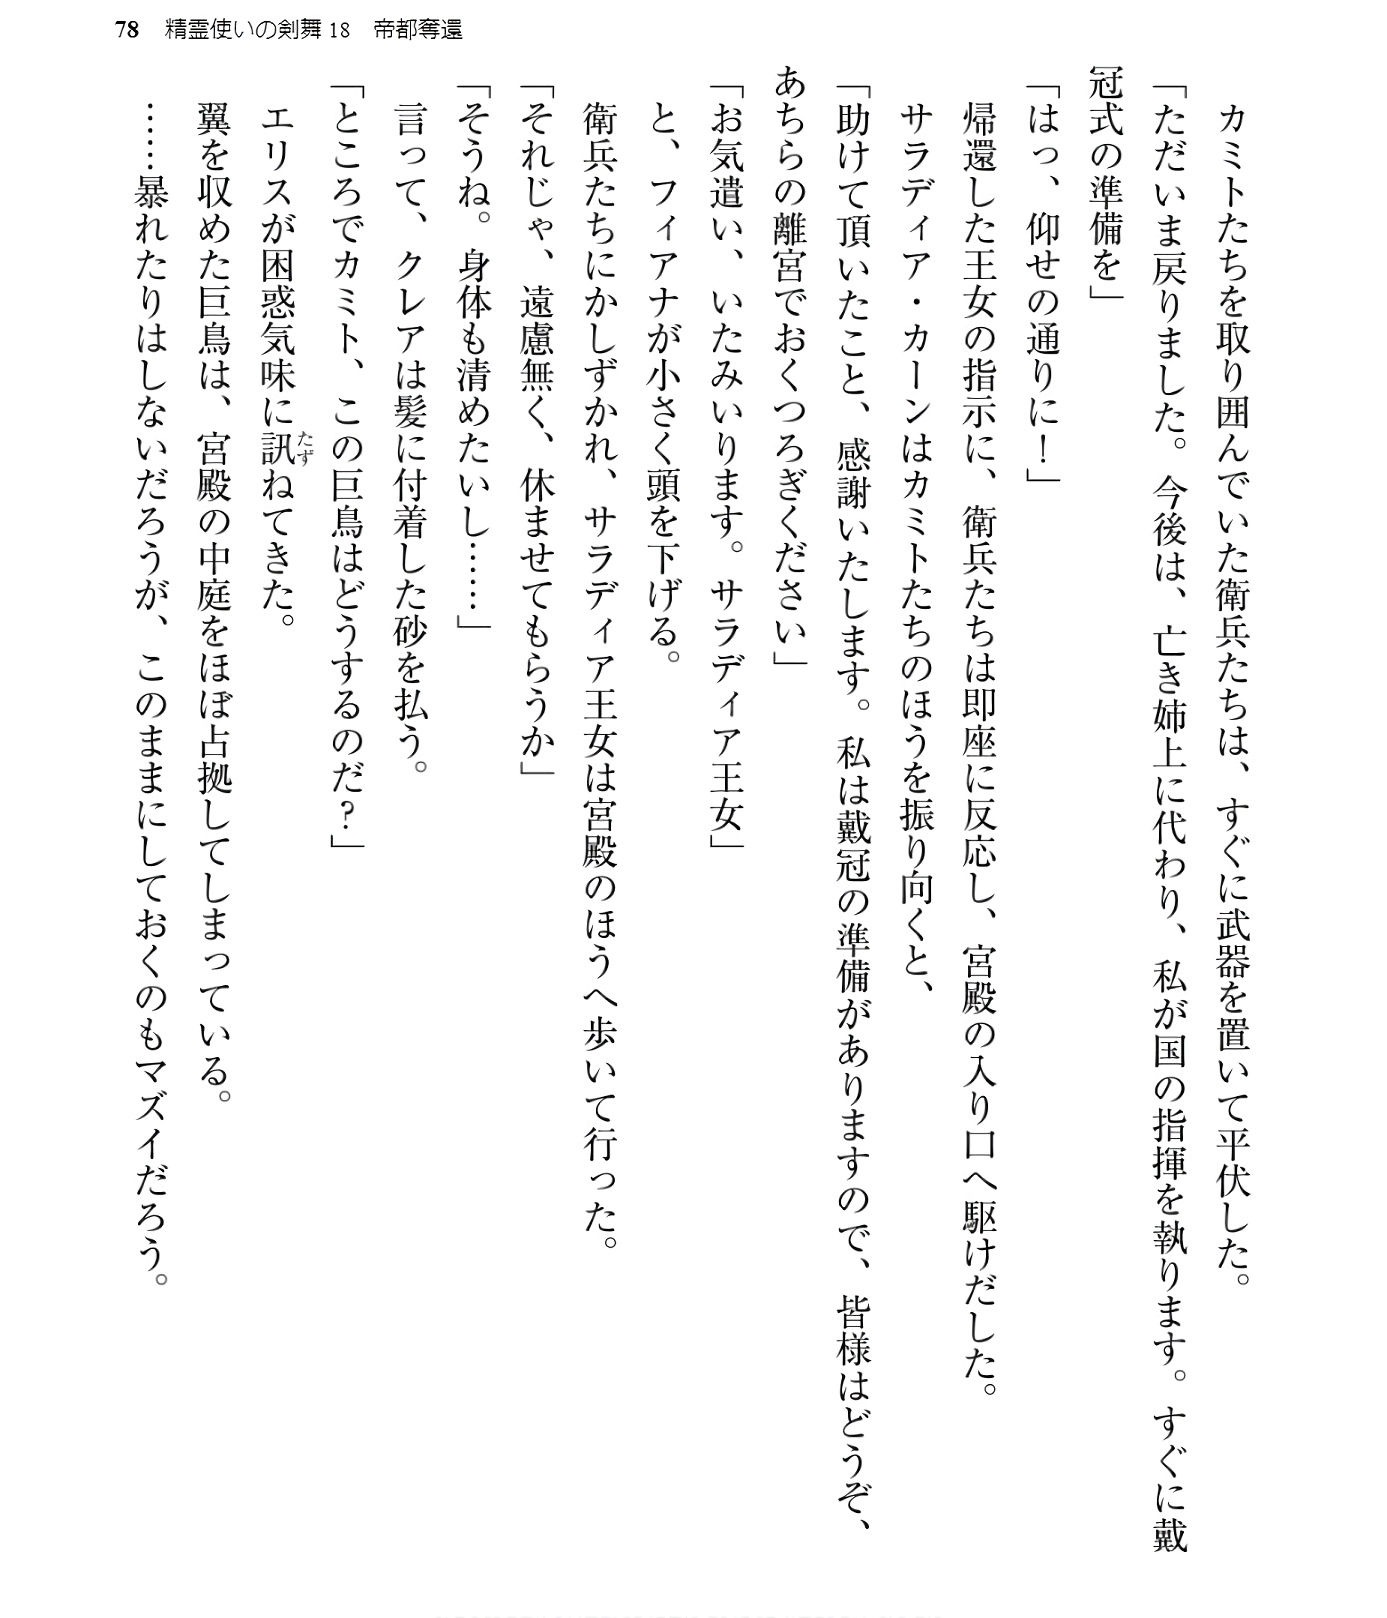 78　精霊使いの剣舞18　帝都奪還
　カミトたちを取り囲んでいた衛兵たちは、すぐに武器を置いて平伏した。
「ただいま戻りました。今後は、亡き姉上に代わり、私が国の指揮を執ります。すぐに戴
冠式の準備を」
「はっ、仰せの通りに！」
　帰還した王女の指示に、衛兵たちは即座に反応し、宮殿の入り口へ駆けだした。
　サラディア・カーンはカミトたちのほうを振り向くと、
「助けて頂いたこと、感謝いたします。私は戴冠の準備がありますので、皆様はどうぞ、
あちらの離宮でおくつろぎください」
「お気遣い、いたみいります。サラディア王女」
　と、フィアナが小さく頭を下げる。
　衛兵たちにかしずかれ、サラディア王女は宮殿のほうへ歩いて行った。
「それじゃ、遠慮無く、休ませてもらうか」
「そうね。身体も清めたいし……」
　言って、クレアは髪に付着した砂を払う。
「ところでカミト、この巨鳥はどうするのだ？」
　エリスが困惑気味に訊たずねてきた。
　翼を収めた巨鳥は、宮殿の中庭をほぼ占拠してしまっている。
　……暴れたりはしないだろうが、このままにしておくのもマズイだろう。